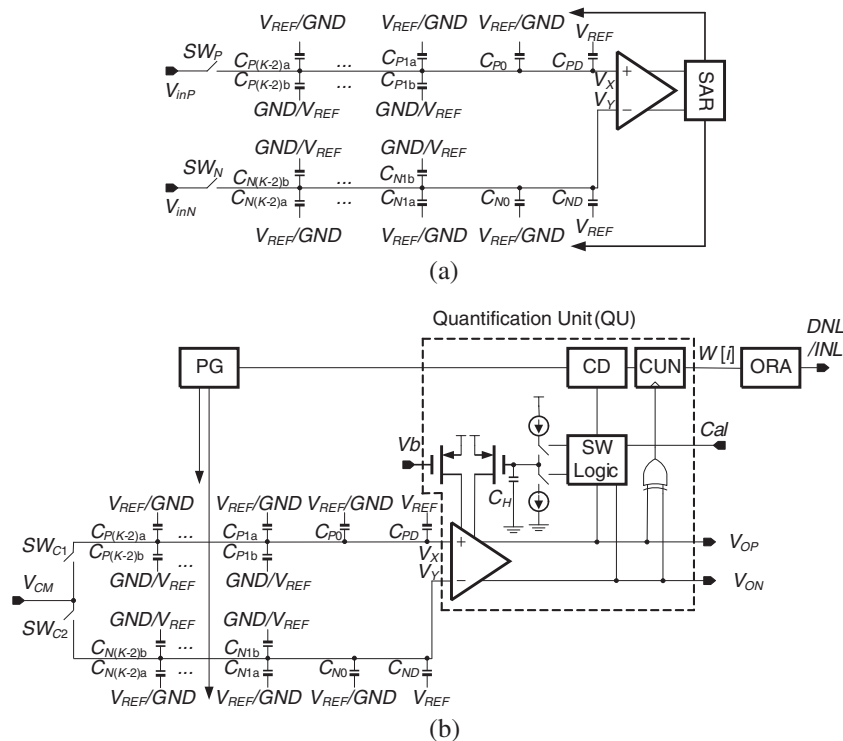 V_REF/GND V_REF/GND V_REF/GND V_REF
SW_P C_P(K-2)a ... C_P1a C_P0 C_PD
V_inP C_P(K-2)b ... C_P1b V_X + SAR
GND/V_REF GND/V_REF V_Y −
GND/V_REF GND/V_REF
SW_N C_N(K-2)b ... C_N1b
V_inN C_N(K-2)a ... C_N1a C_N0 C_ND
V_REF/GND V_REF/GND V_REF/GND V_REF
(a)
Quantification Unit (QU) DNL
/INL
PG CD CUN W [i] ORA
Vb SW Logic Cal
C_H
V_REF/GND V_REF/GND V_REF/GND V_REF
SW_C1 C_P(K-2)a ... C_P1a C_P0 C_PD + V_OP
C_P(K-2)b ... C_P1b V_X
V_CM GND/V_REF GND/V_REF V_Y − V_ON
SW_C2 GND/V_REF GND/V_REF
C_N(K-2)b ... C_N1b
C_N(K-2)a ... C_N1a C_N0 C_ND
V_REF/GND V_REF/GND V_REF/GND V_REF
(b)